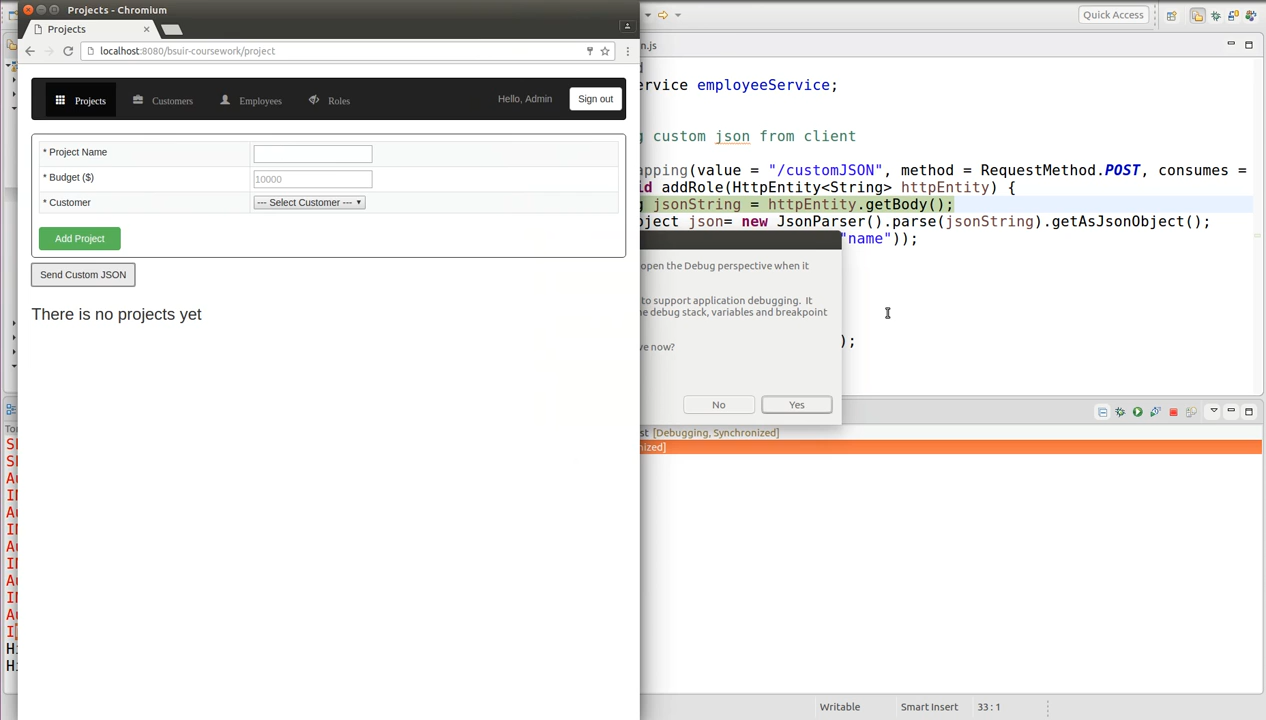 Projects - Chromium
Projects
localhost:8080/bsuir-coursework/project
Projects
Customers
Employees
Roles
Hello, Admin
Sign out
* Project Name
* Budget ($)
10000
* Customer
--- Select Customer ---
Add Project
Send Custom JSON
There is no projects yet
Quick Access
n.js
ervice employeeService;
g custom json from client
apping(value = "/customJSON", method = RequestMethod.POST, consumes =
id addRole(HttpEntity<String> httpEntity) {
g jsonString = httpEntity.getBody();
oject json= new JsonParser().parse(jsonString).getAsJsonObject();
"name"));
);
open the Debug perspective when it
to support application debugging. It
ne debug stack, variables and breakpoint
ve now?
No
Yes
st [Debugging, Synchronized]
nized]
Writable
Smart Insert
33 : 1